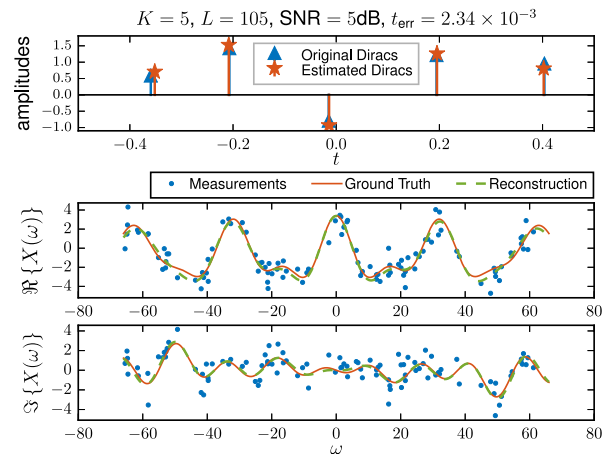 K = 5, L = 105, SNR = 5dB, t_err = 2.34 × 10⁻³
amplitudes
1.5
1.0
0.5
0.0
−0.5
−1.0
Original Diracs
Estimated Diracs
−0.4 −0.2 0.0 0.2 0.4
t
Measurements Ground Truth Reconstruction
ℜ{X(ω)}
4
2
0
−2
−4
−80 −60 −40 −20 0 20 40 60 80
ℑ{X(ω)}
4
2
0
−2
−4
−80 −60 −40 −20 0 20 40 60 80
ω